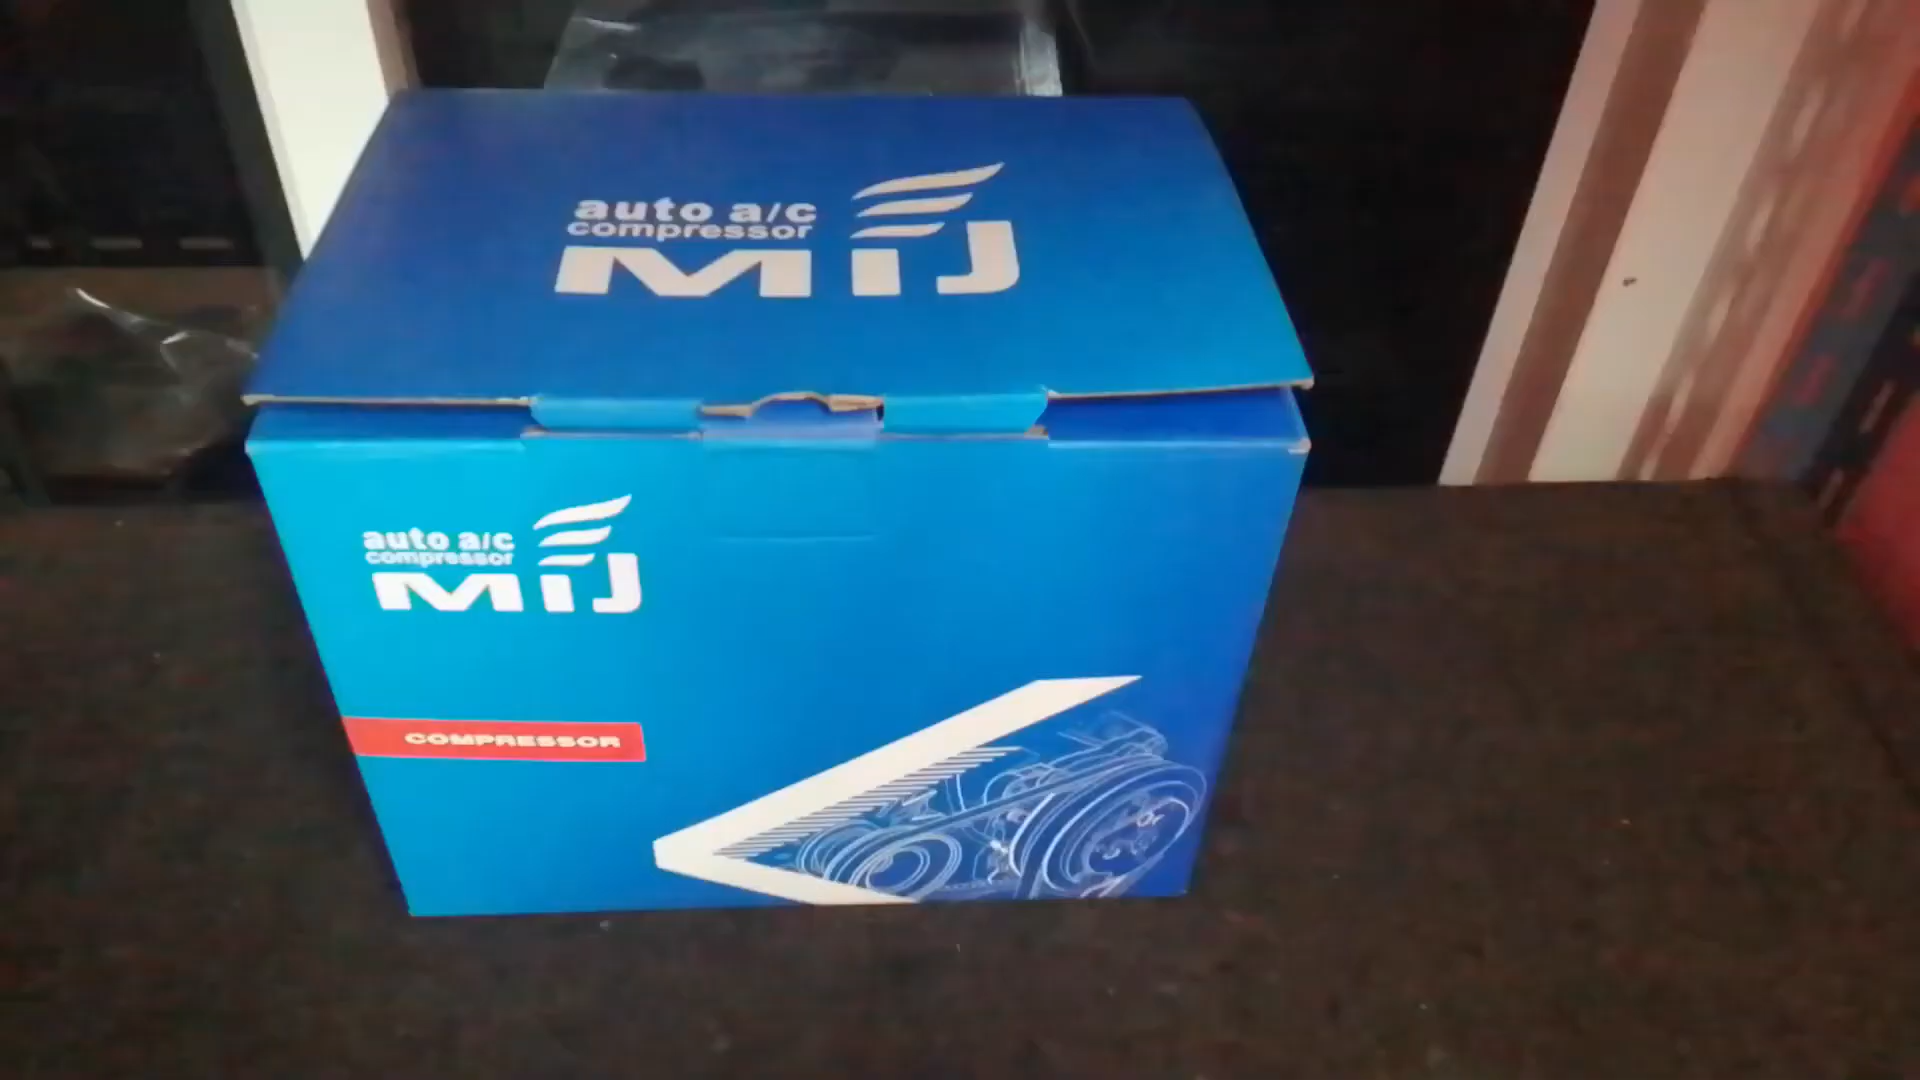 auto a/c
compressor
MIJ
auto a/c
compressor
MIJ
COMPRESSOR